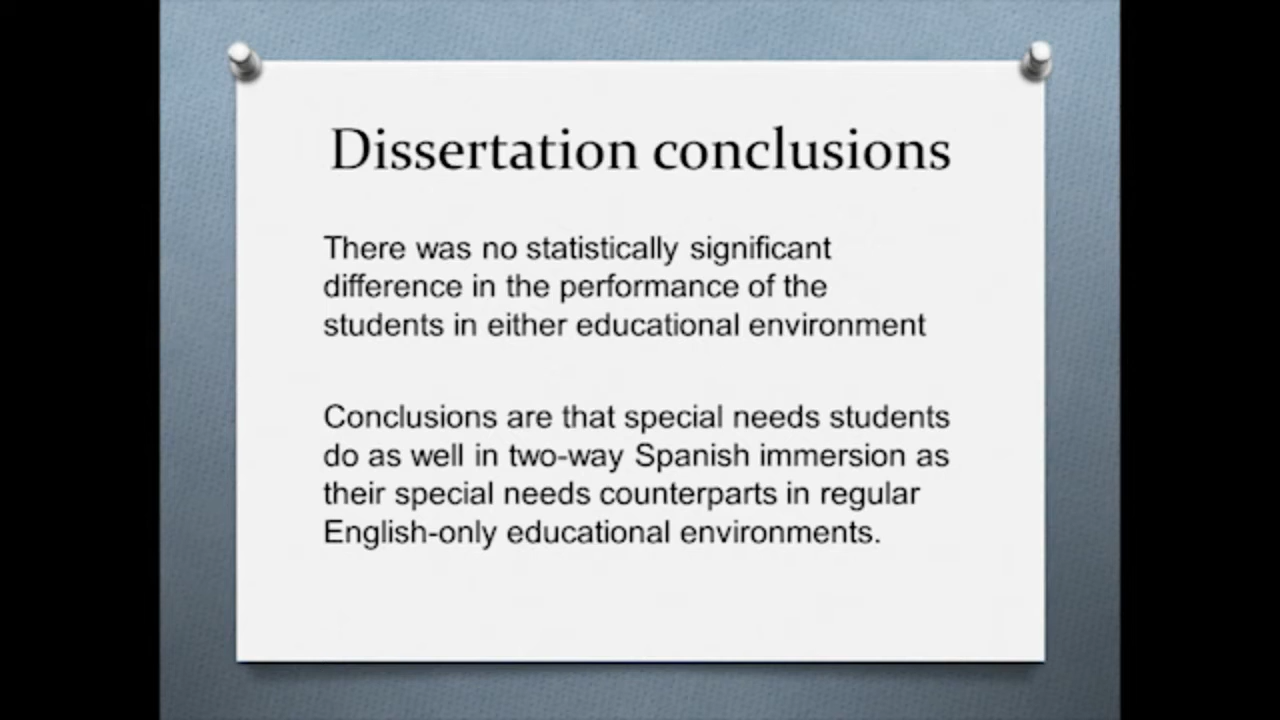 Dissertation conclusions
There was no statistically significant
difference in the performance of the
students in either educational environment
Conclusions are that special needs students
do as well in two-way Spanish immersion as
their special needs counterparts in regular
English-only educational environments.